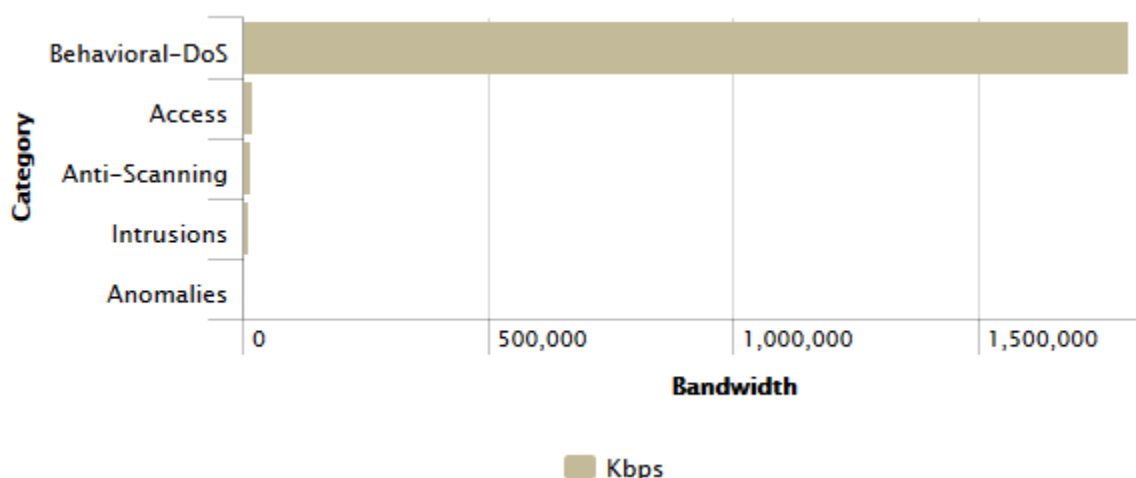 Behavioral-DoS
Access
Anti-Scanning
Intrusions
Anomalies
Category
0 500,000 1,000,000 1,500,000
Bandwidth
Kbps